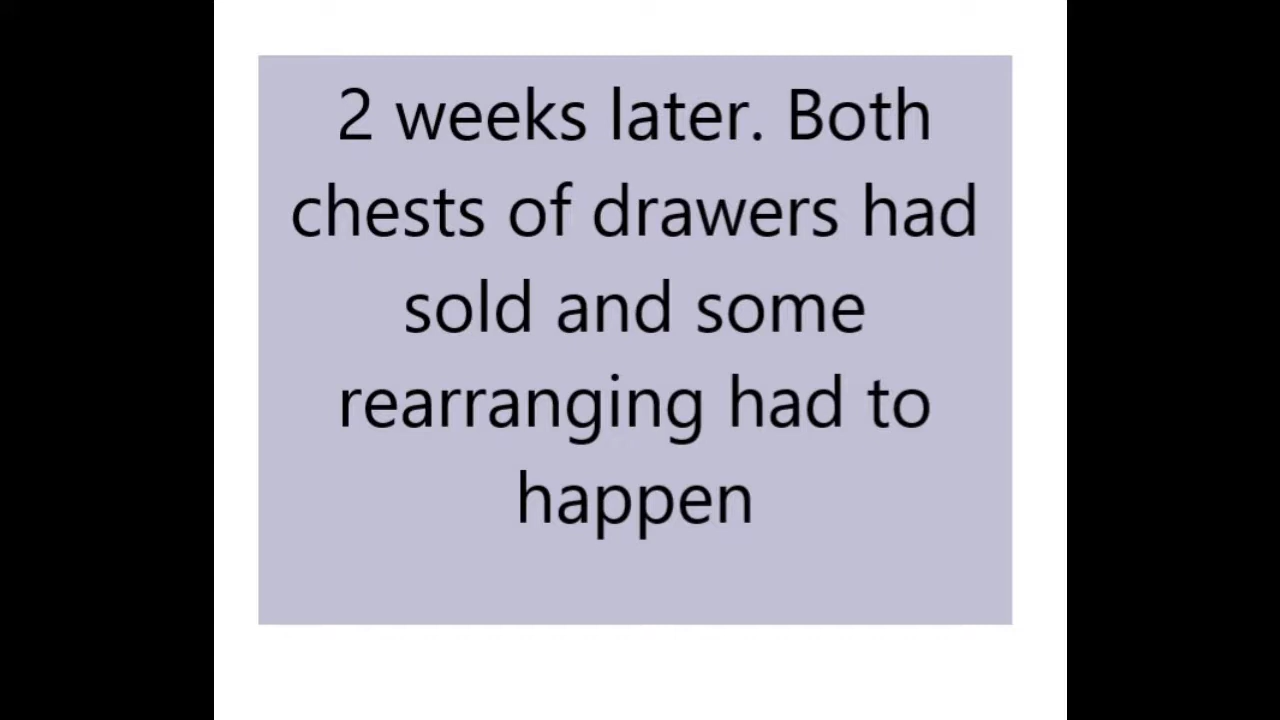 2 weeks later. Both
chests of drawers had
sold and some
rearranging had to
happen